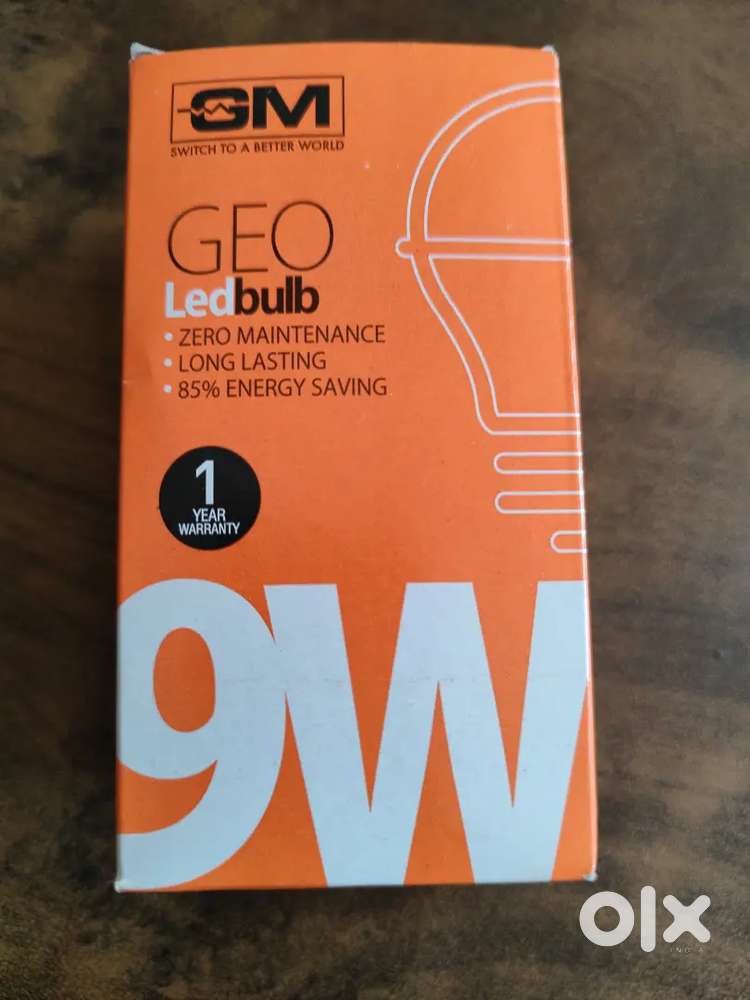 GM
SWITCH TO A BETTER WORLD
GEO
Ledbulb
• ZERO MAINTENANCE
• LONG LASTING
• 85% ENERGY SAVING
1
YEAR
WARRANTY
9W
olx
INDIA